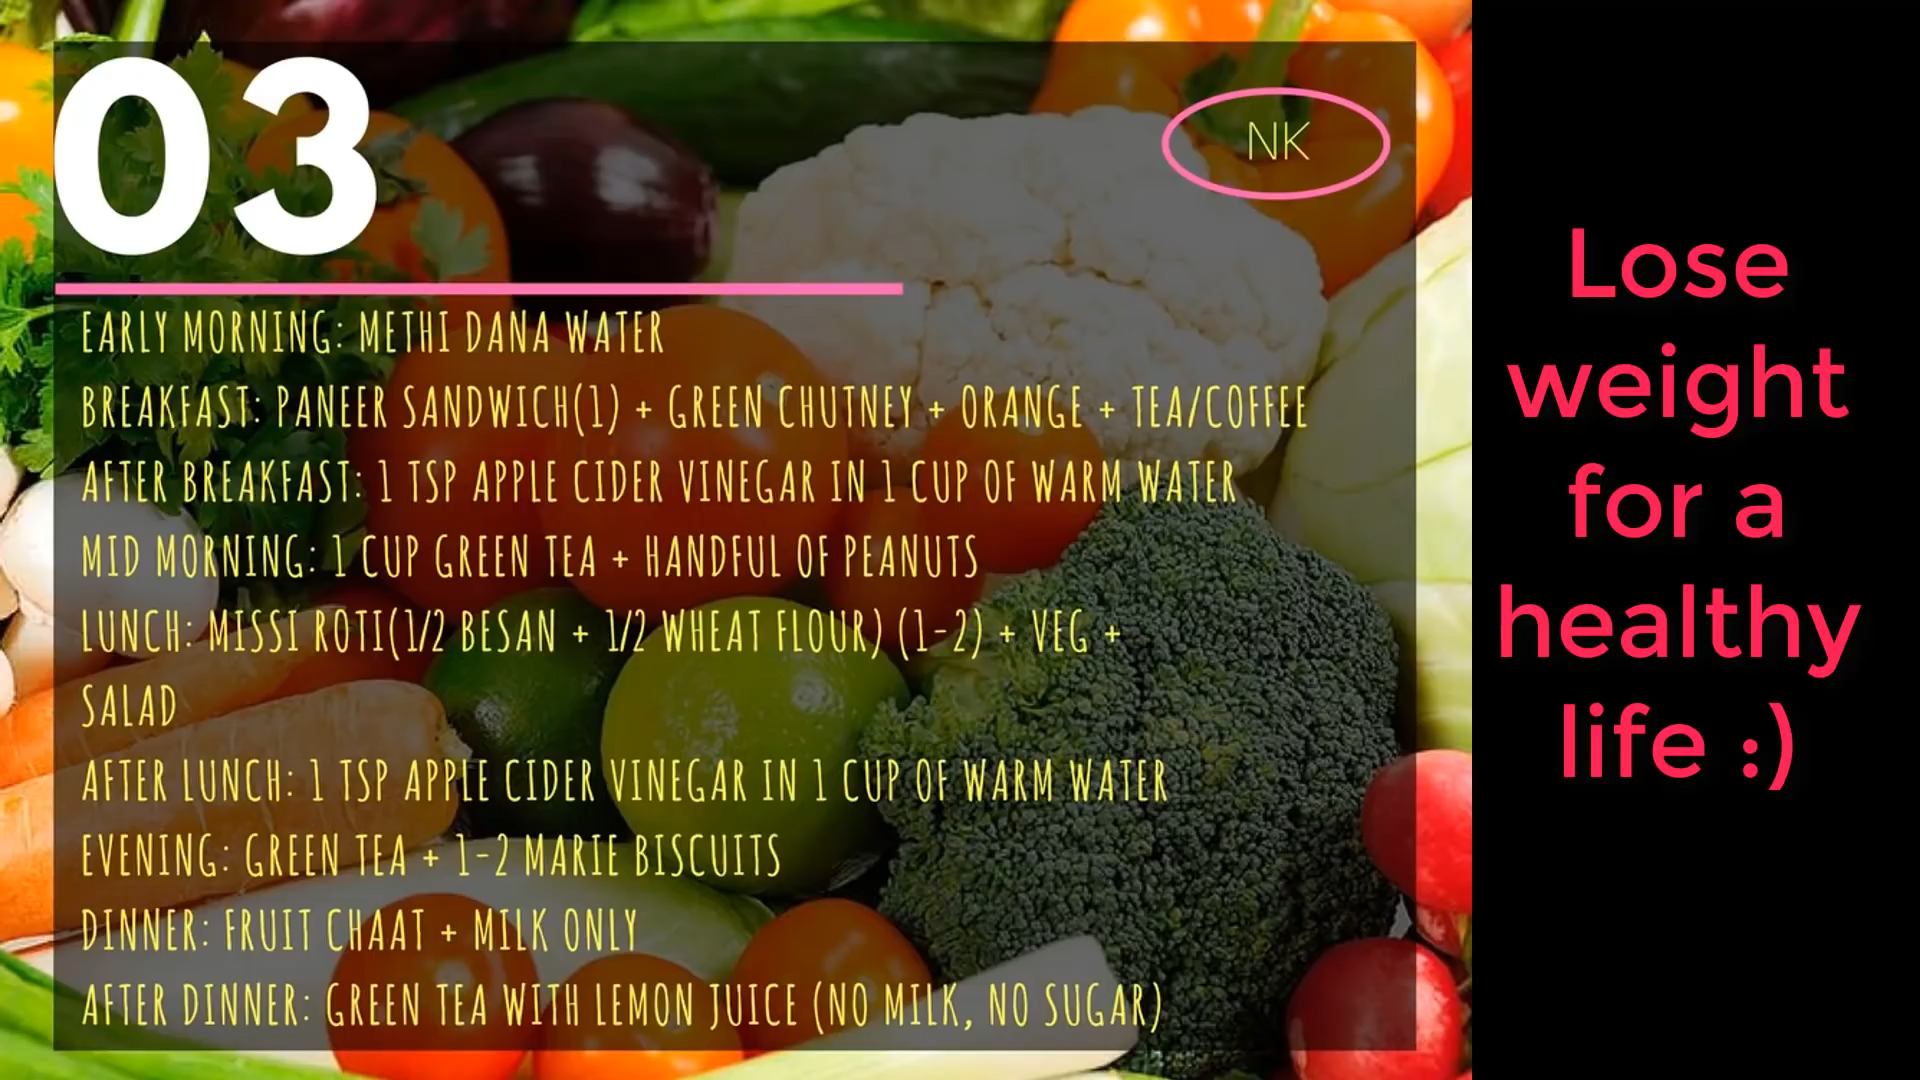 03
NK
EARLY MORNING: METHI DANA WATER
BREAKFAST: PANEER SANDWICH(1) + GREEN CHUTNEY + ORANGE + TEA/COFFEE
AFTER BREAKFAST: 1 TSP APPLE CIDER VINEGAR IN 1 CUP OF WARM WATER
MID MORNING: 1 CUP GREEN TEA + HANDFUL OF PEANUTS
LUNCH: MISSI ROTI(1/2 BESAN + 1/2 WHEAT FLOUR) (1-2) + VEG +
SALAD
AFTER LUNCH: 1 TSP APPLE CIDER VINEGAR IN 1 CUP OF WARM WATER
EVENING: GREEN TEA + 1-2 MARIE BISCUITS
DINNER: FRUIT CHAAT + MILK ONLY
AFTER DINNER: GREEN TEA WITH LEMON JUICE (NO MILK, NO SUGAR)
Lose
weight
for a
healthy
life :)